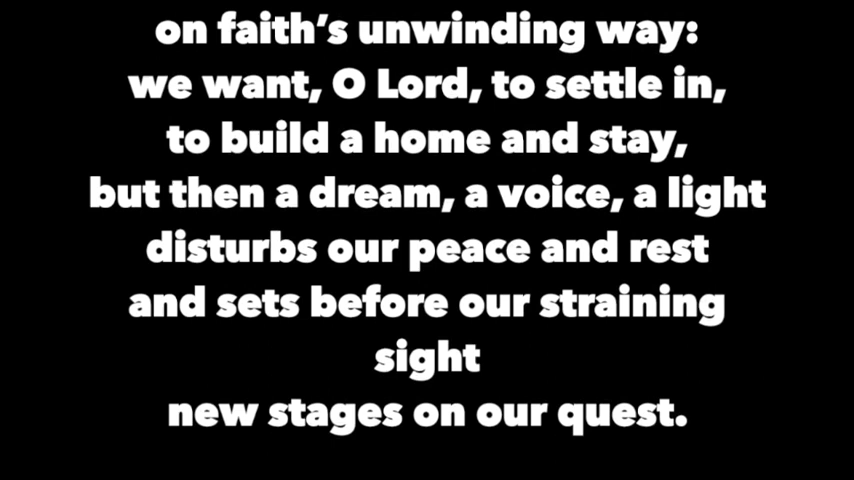 on faith’s unwinding way:
we want, O Lord, to settle in,
to build a home and stay,
but then a dream, a voice, a light
disturbs our peace and rest
and sets before our straining
sight
new stages on our quest.